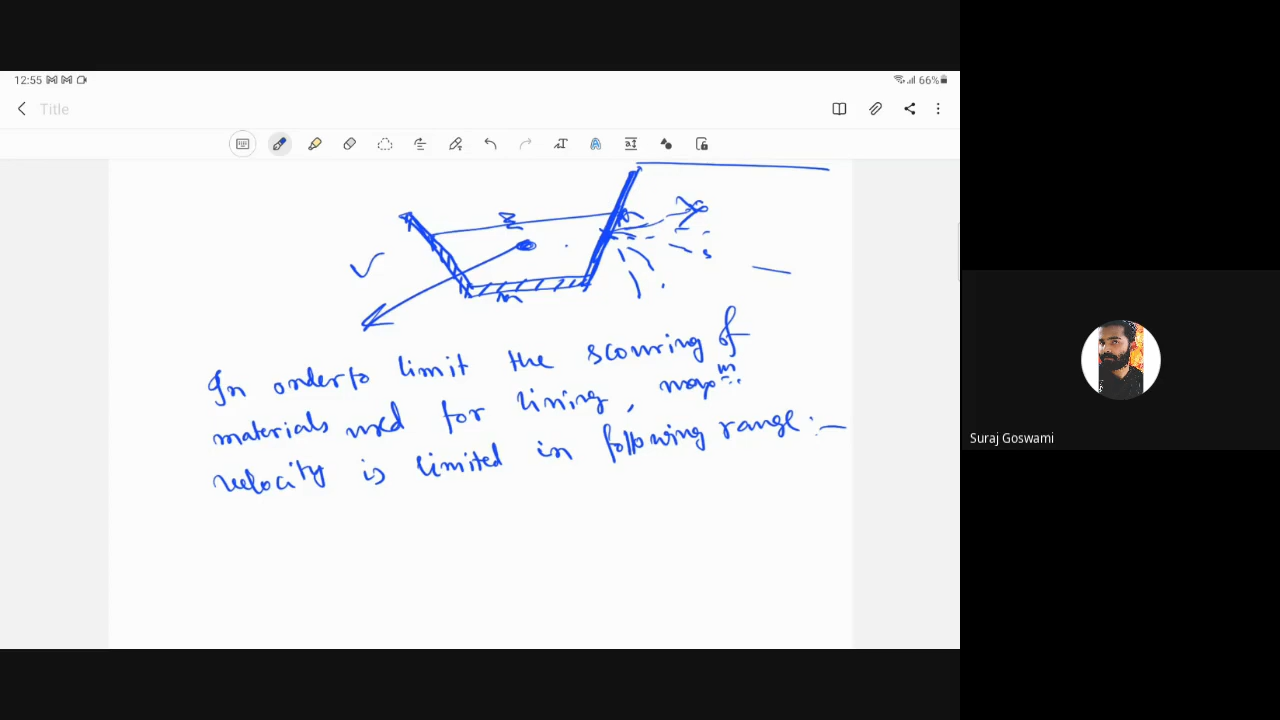 12:55
66%
Title
In order to limit the scouring of
materials used for lining, maxm
velocity is limited in following range :—
Suraj Goswami